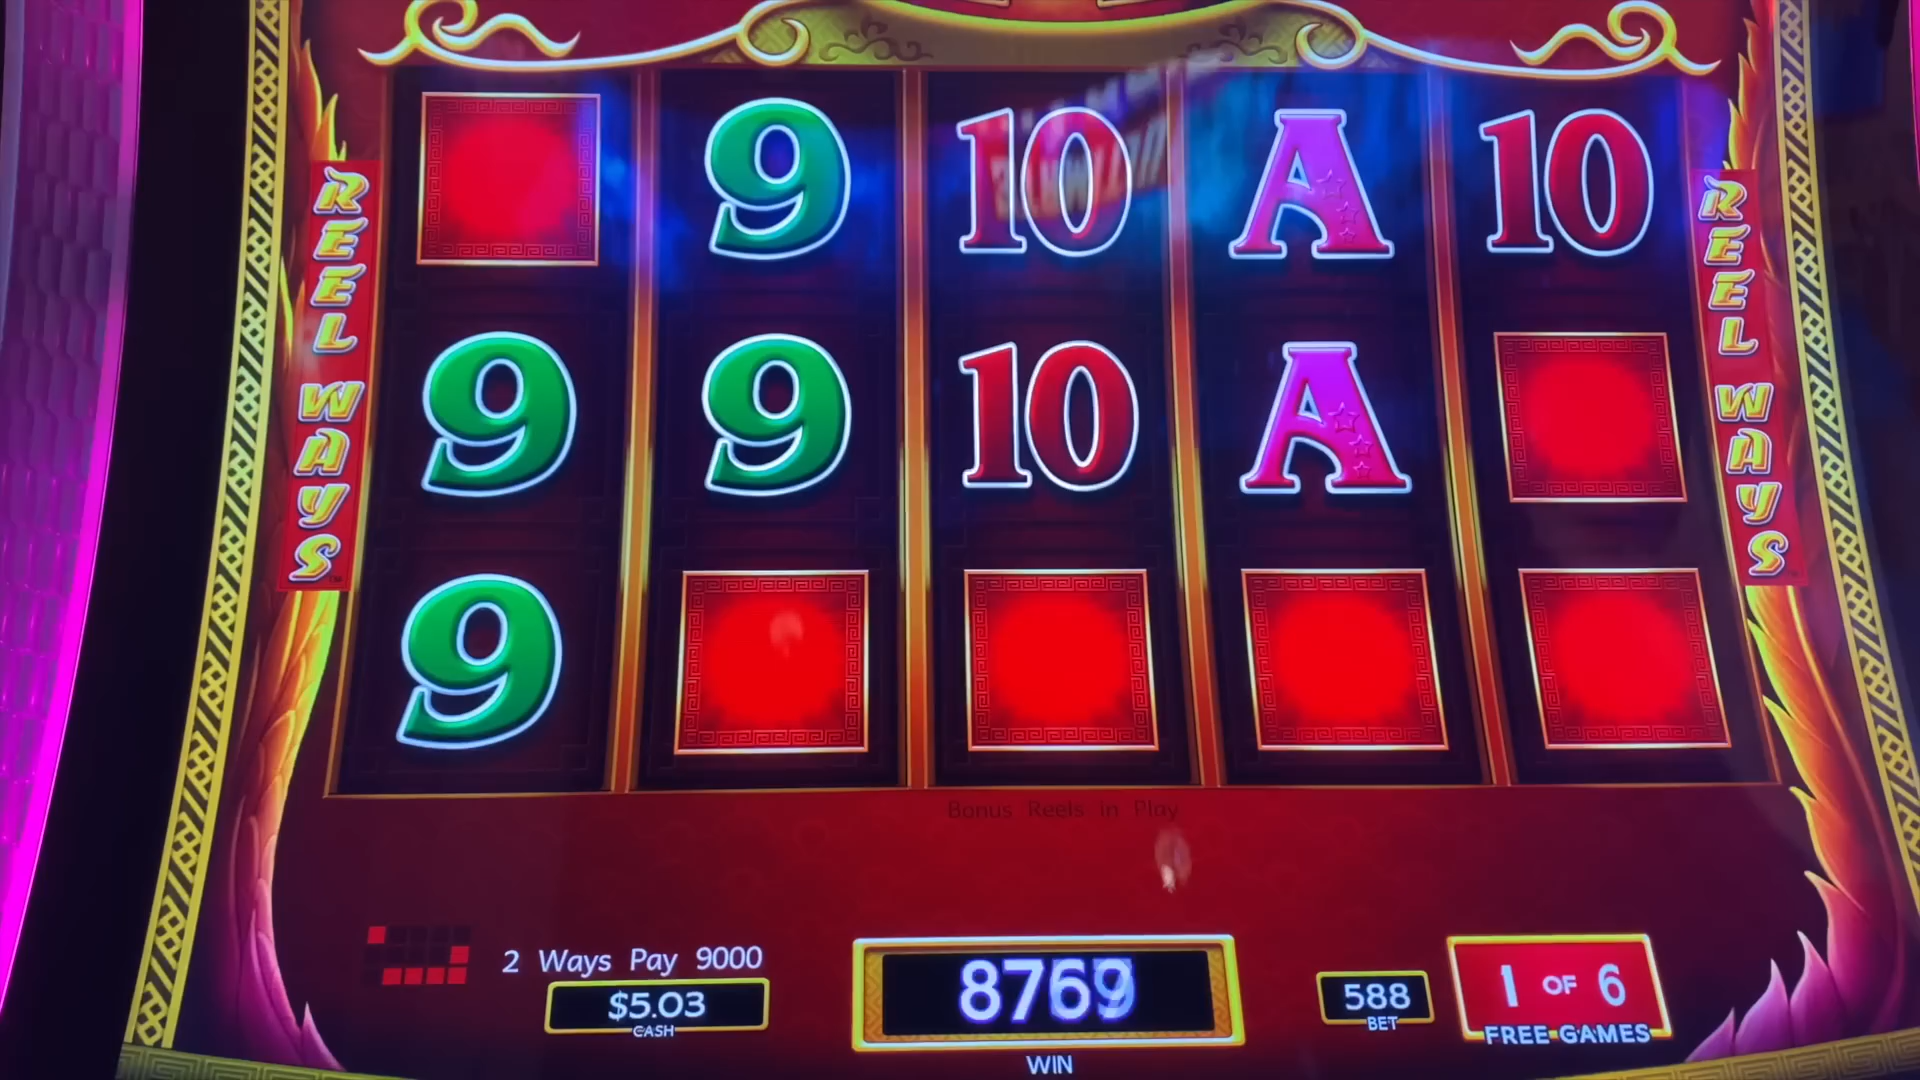 REEL WAYS
9 10 A 10
9 9 10 A
9
REEL WAYS
Bonus Reels In Play
2 Ways Pay 9000
$5.03
CASH
8769
WIN
588
BET
1 OF 6
FREE GAMES